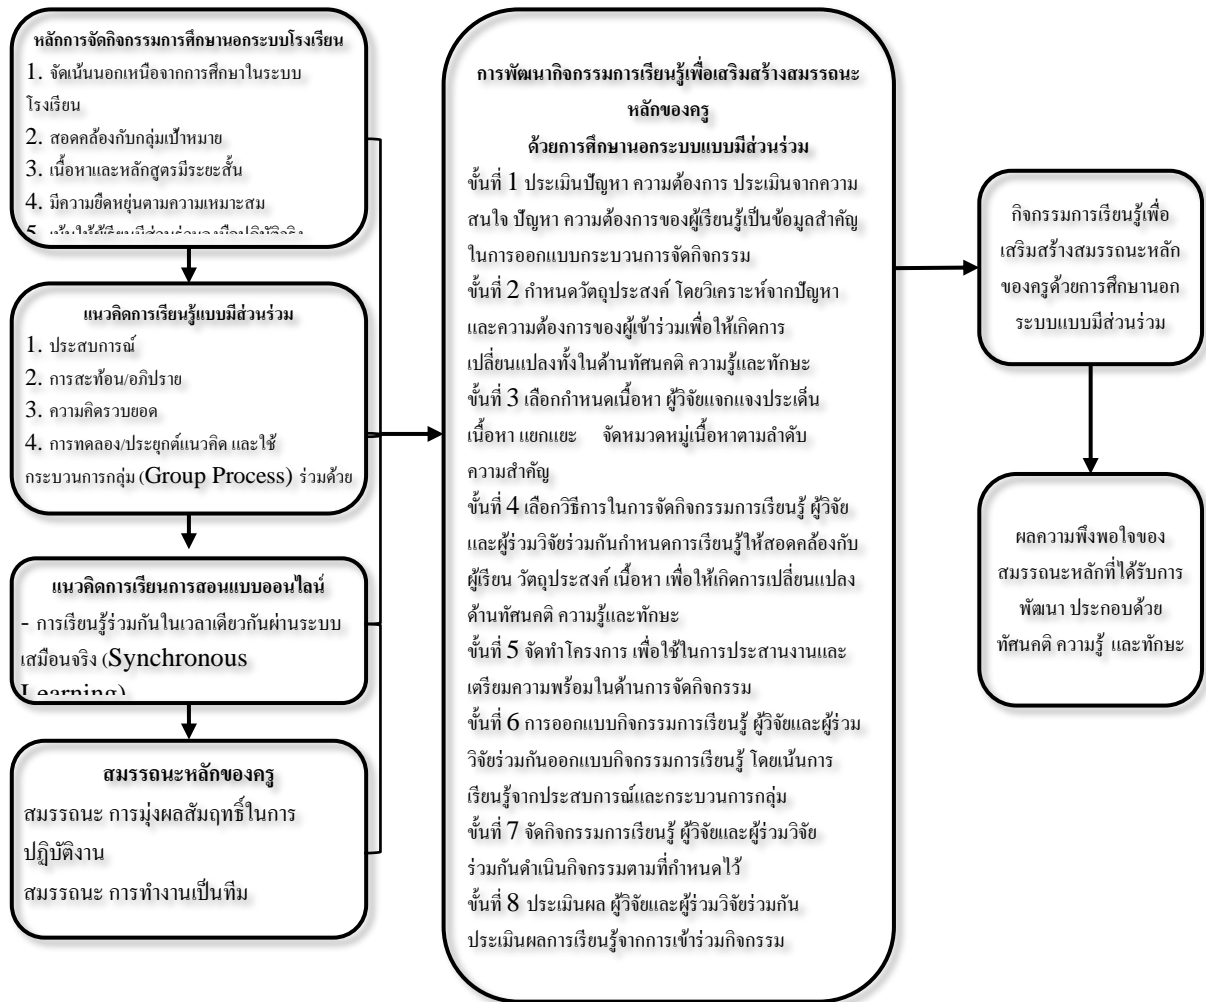 หลักการจัดกิจกรรมการศึกษานอกระบบโรงเรียน
1. จัดเน้นนอกเหนือจากการศึกษาในระบบ
โรงเรียน
2. สอดคล้องกับกลุ่มเป้าหมาย
3. เนื้อหาและหลักสูตรมีระยะสั้น
4. มีความยืดหยุ่นตามความเหมาะสม
แนวคิดการเรียนรู้แบบมีส่วนร่วม
1. ประสบการณ์
2. การสะท้อน/อภิปราย
3. ความคิดรวบยอด
4. การทดลอง/ประยุกต์แนวคิด และใช้
กระบวนการกลุ่ม (Group Process) ร่วมด้วย
แนวคิดการเรียนการสอนแบบออนไลน์
- การเรียนรู้ร่วมกันในเวลาเดียวกันผ่านระบบ
เสมือนจริง (Synchronous
Learning)
สมรรถนะหลักของครู
สมรรถนะ การมุ่งผลสัมฤทธิ์ในการ
ปฏิบัติงาน
สมรรถนะ การทำงานเป็นทีม
การพัฒนากิจกรรมการเรียนรู้เพื่อเสริมสร้างสมรรถนะ
หลักของครู
ด้วยการศึกษานอกระบบแบบมีส่วนร่วม
ขั้นที่ 1 ประเมินปัญหา ความต้องการ ประเมินจากความ
สนใจ ปัญหา ความต้องการของผู้เรียนรู้เป็นข้อมูลสำคัญ
ในการออกแบบกระบวนการจัดกิจกรรม
ขั้นที่ 2 กำหนดวัตถุประสงค์ โดยวิเคราะห์จากปัญหา
และความต้องการของผู้เข้าร่วมเพื่อให้เกิดการ
เปลี่ยนแปลงทั้งในด้านทัศนคติ ความรู้และทักษะ
ขั้นที่ 3 เลือกกำหนดเนื้อหา ผู้วิจัยแจกแจงประเด็น
เนื้อหา แยกแยะ จัดหมวดหมู่เนื้อหาตามลำดับ
ความสำคัญ
ขั้นที่ 4 เลือกวิธีการในการจัดกิจกรรมการเรียนรู้ ผู้วิจัย
และผู้ร่วมวิจัยร่วมกันกำหนดการเรียนรู้ให้สอดคล้องกับ
ผู้เรียน วัตถุประสงค์ เนื้อหา เพื่อให้เกิดการเปลี่ยนแปลง
ด้านทัศนคติ ความรู้และทักษะ
ขั้นที่ 5 จัดทำโครงการ เพื่อใช้ในการประสานงานและ
เตรียมความพร้อมในด้านการจัดกิจกรรม
ขั้นที่ 6 การออกแบบกิจกรรมการเรียนรู้ ผู้วิจัยและผู้ร่วม
วิจัยร่วมกันออกแบบกิจกรรมการเรียนรู้ โดยเน้นการ
เรียนรู้จากประสบการณ์และกระบวนการกลุ่ม
ขั้นที่ 7 จัดกิจกรรมการเรียนรู้ ผู้วิจัยและผู้ร่วมวิจัย
ร่วมกันดำเนินกิจกรรมตามที่กำหนดไว้
ขั้นที่ 8 ประเมินผล ผู้วิจัยและผู้ร่วมวิจัยร่วมกัน
ประเมินผลการเรียนรู้จากการเข้าร่วมกิจกรรม
กิจกรรมการเรียนรู้เพื่อ
เสริมสร้างสมรรถนะหลัก
ของครูด้วยการศึกษานอก
ระบบแบบมีส่วนร่วม
ผลความพึงพอใจของ
สมรรถนะหลักที่ได้รับการ
พัฒนา ประกอบด้วย
ทัศนคติ ความรู้ และทักษะ